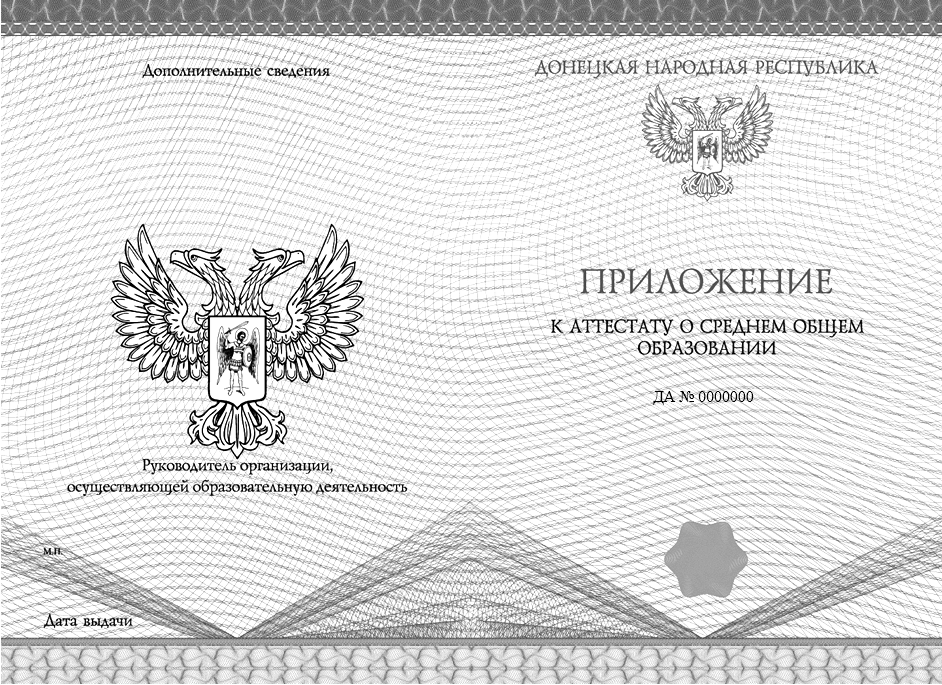 Дополнительные сведения
Руководитель организации,
осуществляющей образовательную деятельность
м.п.
Дата выдачи
ДОНЕЦКАЯ НАРОДНАЯ РЕСПУБЛИКА
ПРИЛОЖЕНИЕ
К АТТЕСТАТУ О СРЕДНЕМ ОБЩЕМ
ОБРАЗОВАНИИ
ДА № 0000000